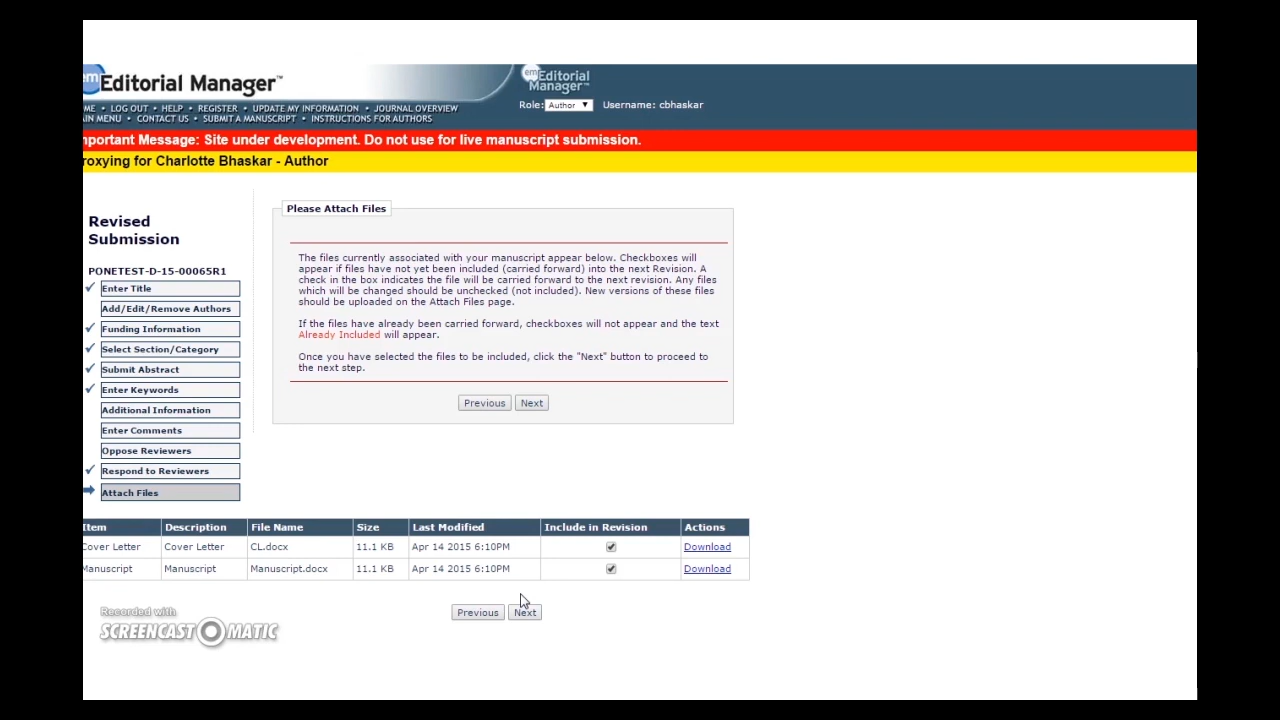 em Editorial Manager™
em Editorial
Manager™
ME • LOG OUT • HELP • REGISTER • UPDATE MY INFORMATION • JOURNAL OVERVIEW
AIN MENU • CONTACT US • SUBMIT A MANUSCRIPT • INSTRUCTIONS FOR AUTHORS
Role: Author Username: cbhaskar
mportant Message: Site under development. Do not use for live manuscript submission.
roxying for Charlotte Bhaskar - Author
Revised
Submission
PONETEST-D-15-00065R1
Enter Title
Add/Edit/Remove Authors
Funding Information
Select Section/Category
Submit Abstract
Enter Keywords
Additional Information
Enter Comments
Oppose Reviewers
Respond to Reviewers
Attach Files
Please Attach Files
The files currently associated with your manuscript appear below. Checkboxes will
appear if files have not yet been included (carried forward) into the next Revision. A
check in the box indicates the file will be carried forward to the next revision. Any files
which will be changed should be unchecked (not included). New versions of these files
should be uploaded on the Attach Files page.
If the files have already been carried forward, checkboxes will not appear and the text
Already Included will appear.
Once you have selected the files to be included, click the "Next" button to proceed to
the next step.
Previous Next
Item Description File Name Size Last Modified Include in Revision Actions
Cover Letter Cover Letter CL.docx 11.1 KB Apr 14 2015 6:10PM Download
Manuscript Manuscript Manuscript.docx 11.1 KB Apr 14 2015 6:10PM Download
Previous Next
Recorded with
SCREENCAST-O-MATIC